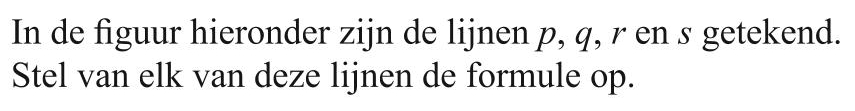 In de figuur hieronder zijn de lijnen p, q, r en s getekend.
Stel van elk van deze lijnen de formule op.